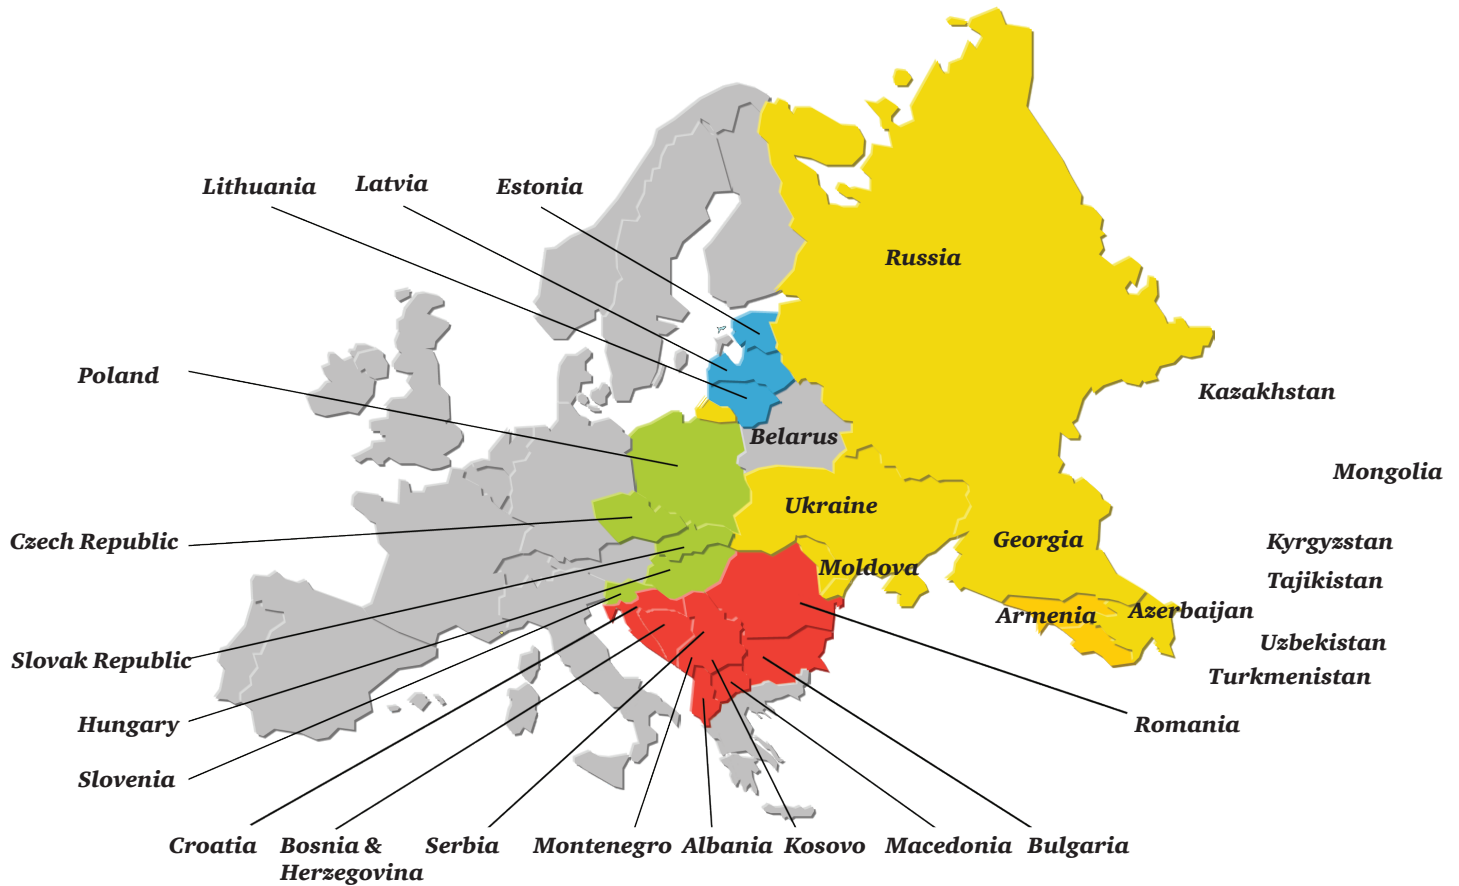 Lithuania
Latvia
Estonia
Russia
Poland
Kazakhstan
Belarus
Mongolia
Ukraine
Czech Republic
Georgia
Kyrgyzstan
Moldova
Tajikistan
Armenia
Azerbaijan
Uzbekistan
Slovak Republic
Turkmenistan
Hungary
Romania
Slovenia
Croatia
Bosnia &
Herzegovina
Serbia
Montenegro
Albania
Kosovo
Macedonia
Bulgaria